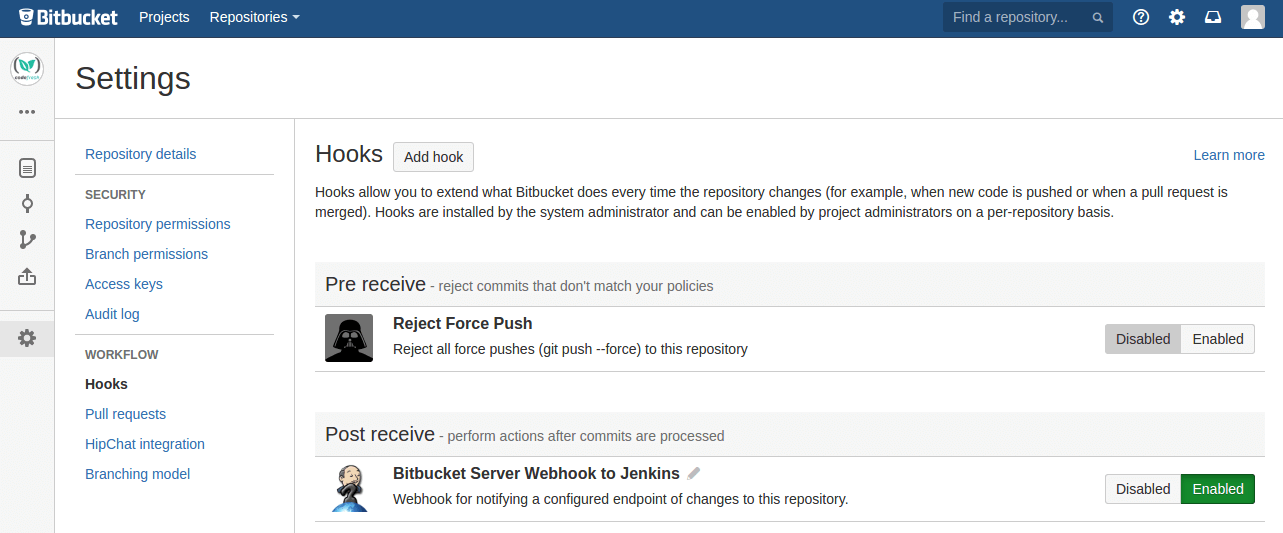 Bitbucket Projects Repositories Find a repository...
codefresh
Settings
Repository details
SECURITY
Repository permissions
Branch permissions
Access keys
Audit log
WORKFLOW
Hooks
Pull requests
HipChat integration
Branching model
Hooks Add hook Learn more
Hooks allow you to extend what Bitbucket does every time the repository changes (for example, when new code is pushed or when a pull request is
merged). Hooks are installed by the system administrator and can be enabled by project administrators on a per-repository basis.
Pre receive - reject commits that don't match your policies
Reject Force Push
Reject all force pushes (git push --force) to this repository
Disabled Enabled
Post receive - perform actions after commits are processed
Bitbucket Server Webhook to Jenkins
Webhook for notifying a configured endpoint of changes to this repository.
Disabled Enabled